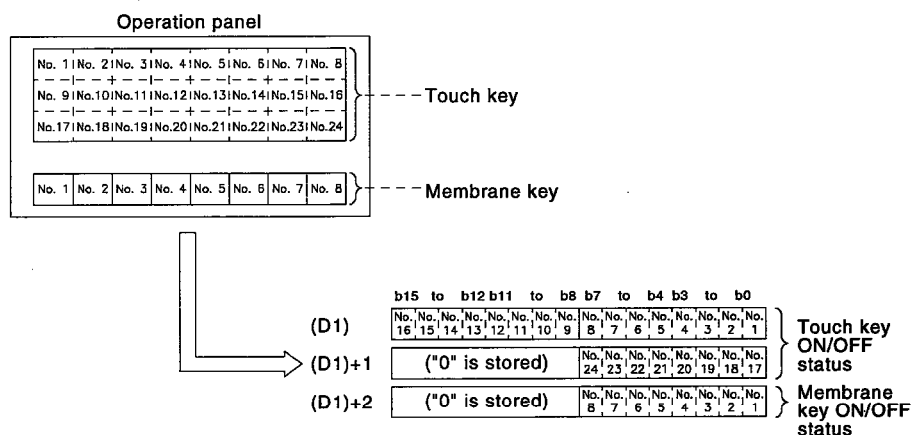 Operation panel
No. 1 No. 2 No. 3 No. 4 No. 5 No. 6 No. 7 No. 8
No. 9 No.10 No.11 No.12 No.13 No.14 No.15 No.16
Touch key
No.17 No.18 No.19 No.20 No.21 No.22 No.23 No.24
No. 1 No. 2 No. 3 No. 4 No. 5 No. 6 No. 7 No. 8
Membrane key
b15 to b12 b11 to b8 b7 to b4 b3 to b0
(D1) No. 16 No. 15 No. 14 No. 13 No. 12 No. 11 No. 10 No. 9 No. 8 No. 7 No. 6 No. 5 No. 4 No. 3 No. 2 No. 1
Touch key
ON/OFF
status
(D1)+1 ("0" is stored) No. 24 No. 23 No. 22 No. 21 No. 20 No. 19 No. 18 No. 17
(D1)+2 ("0" is stored) No. 8 No. 7 No. 6 No. 5 No. 4 No. 3 No. 2 No. 1
Membrane
key ON/OFF
status